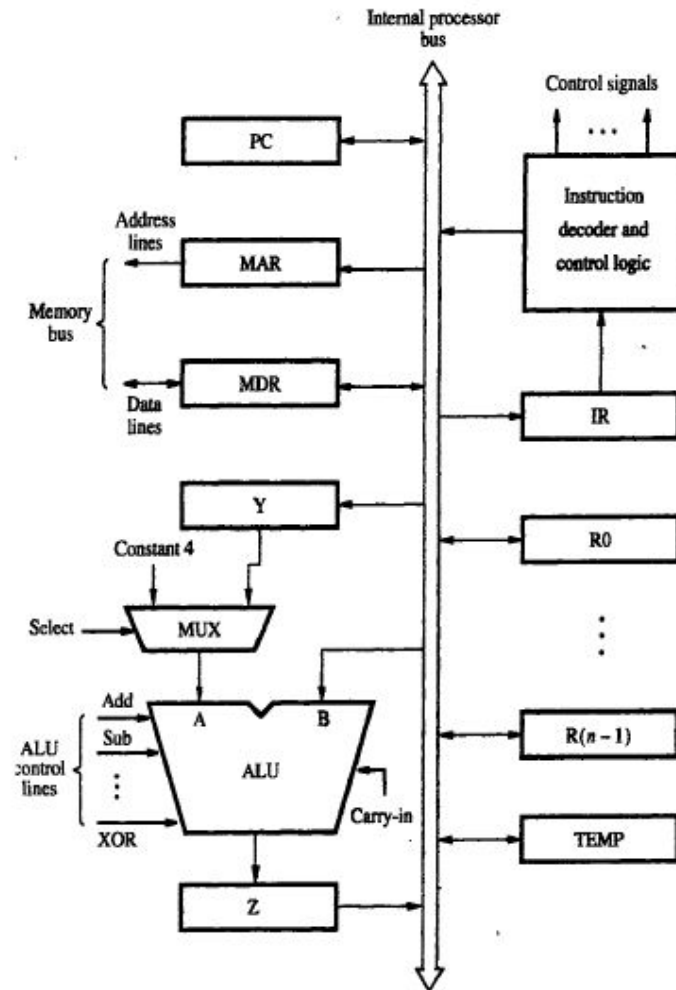 Internal processor
bus
Control signals
...
PC
Instruction
decoder and
control logic
Address
lines
MAR
Memory
bus
MDR
Data
lines
IR
Y
R0
Constant 4
Select
MUX
Add
A
B
R(n − 1)
Sub
ALU
control
lines
ALU
XOR
Carry-in
TEMP
Z